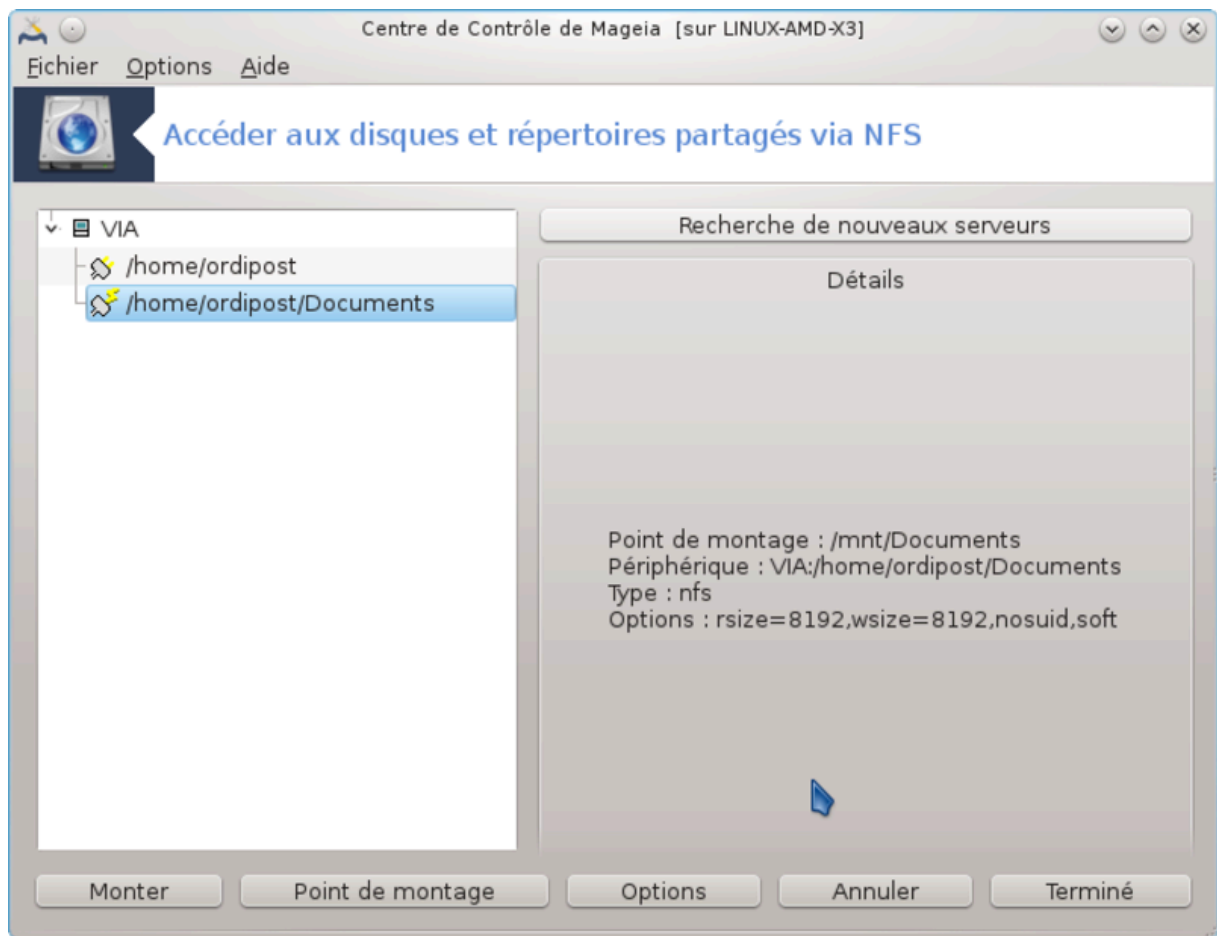 Centre de Contrôle de Mageia [sur LINUX-AMD-X3]
Fichier Options Aide
Accéder aux disques et répertoires partagés via NFS
VIA
/home/ordipost
/home/ordipost/Documents
Recherche de nouveaux serveurs
Détails
Point de montage : /mnt/Documents
Périphérique : VIA:/home/ordipost/Documents
Type : nfs
Options : rsize=8192,wsize=8192,nosuid,soft
Monter Point de montage Options Annuler Terminé